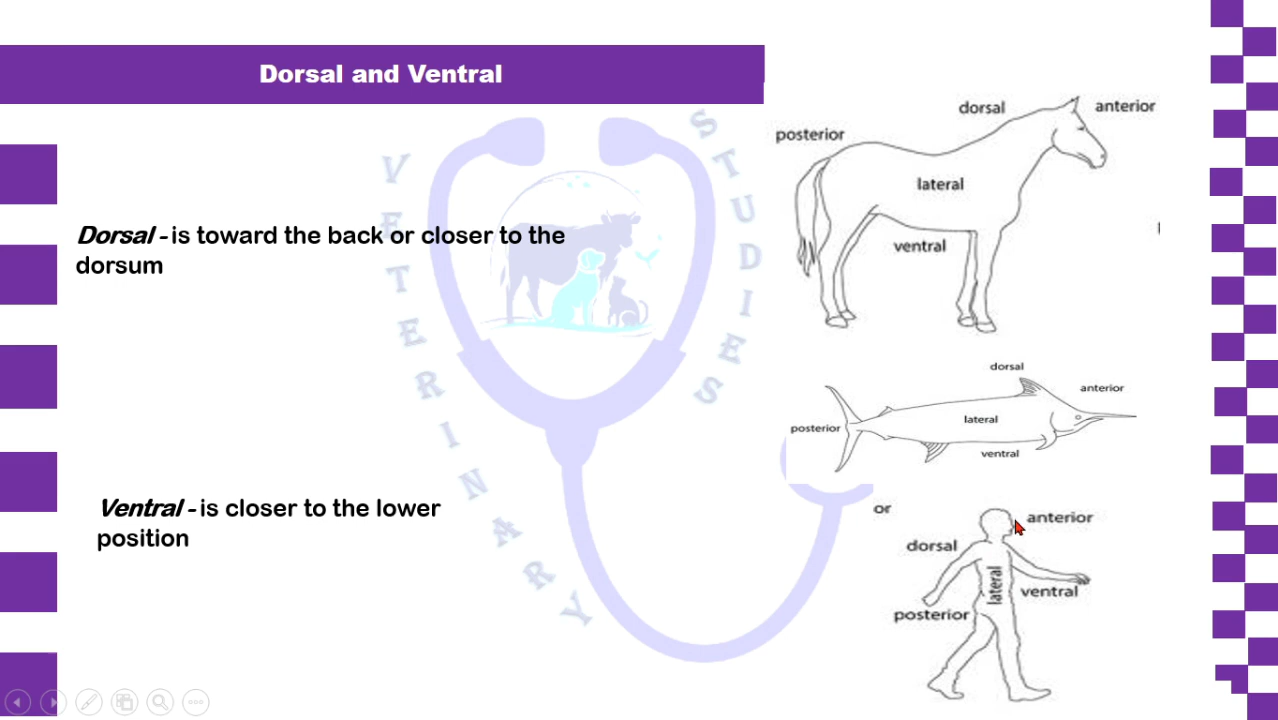 Dorsal and Ventral
dorsal
anterior
posterior
lateral
ventral
Dorsal - is toward the back or closer to the
dorsum
dorsal
anterior
lateral
posterior
ventral
Ventral - is closer to the lower
position
or
anterior
dorsal
lateral
ventral
posterior
VETERINARY
STUDIES